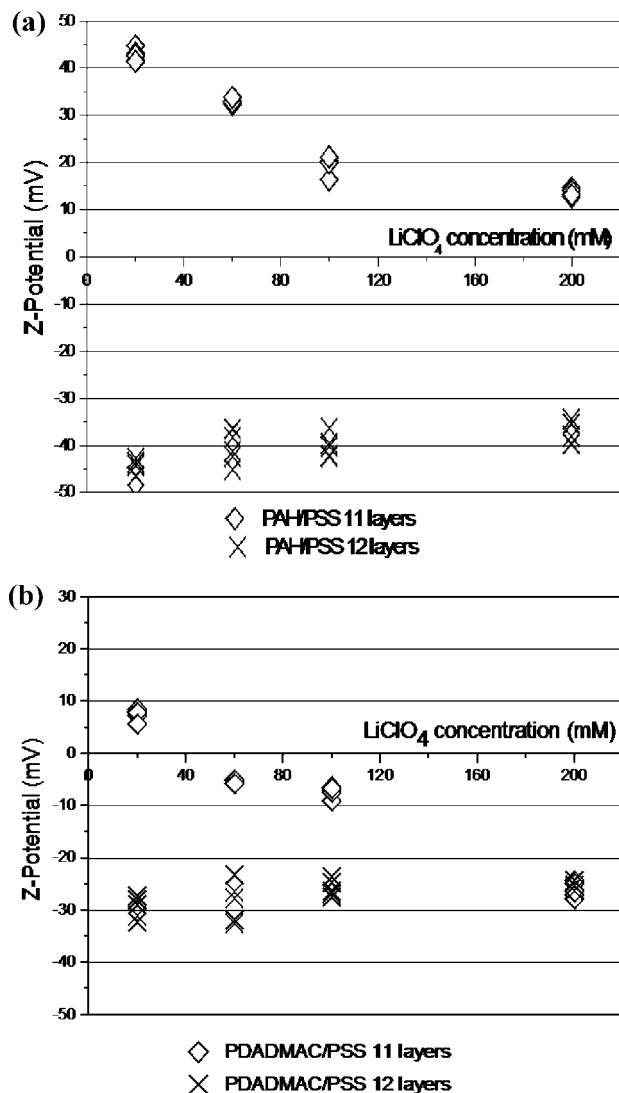 (a)
50
40
30
20
10
0
-10
-20
-30
-40
-50
Z-Potential (mV)
LiClO4 concentration (mM)
0 40 80 120 160 200
PAH/PSS 11 layers
PAH/PSS 12 layers
(b)
30
20
10
0
-10
-20
-30
-40
-50
Z-Potential (mV)
LiClO4 concentration (mM)
0 40 80 120 160 200
PDADMAC/PSS 11 layers
PDADMAC/PSS 12 layers